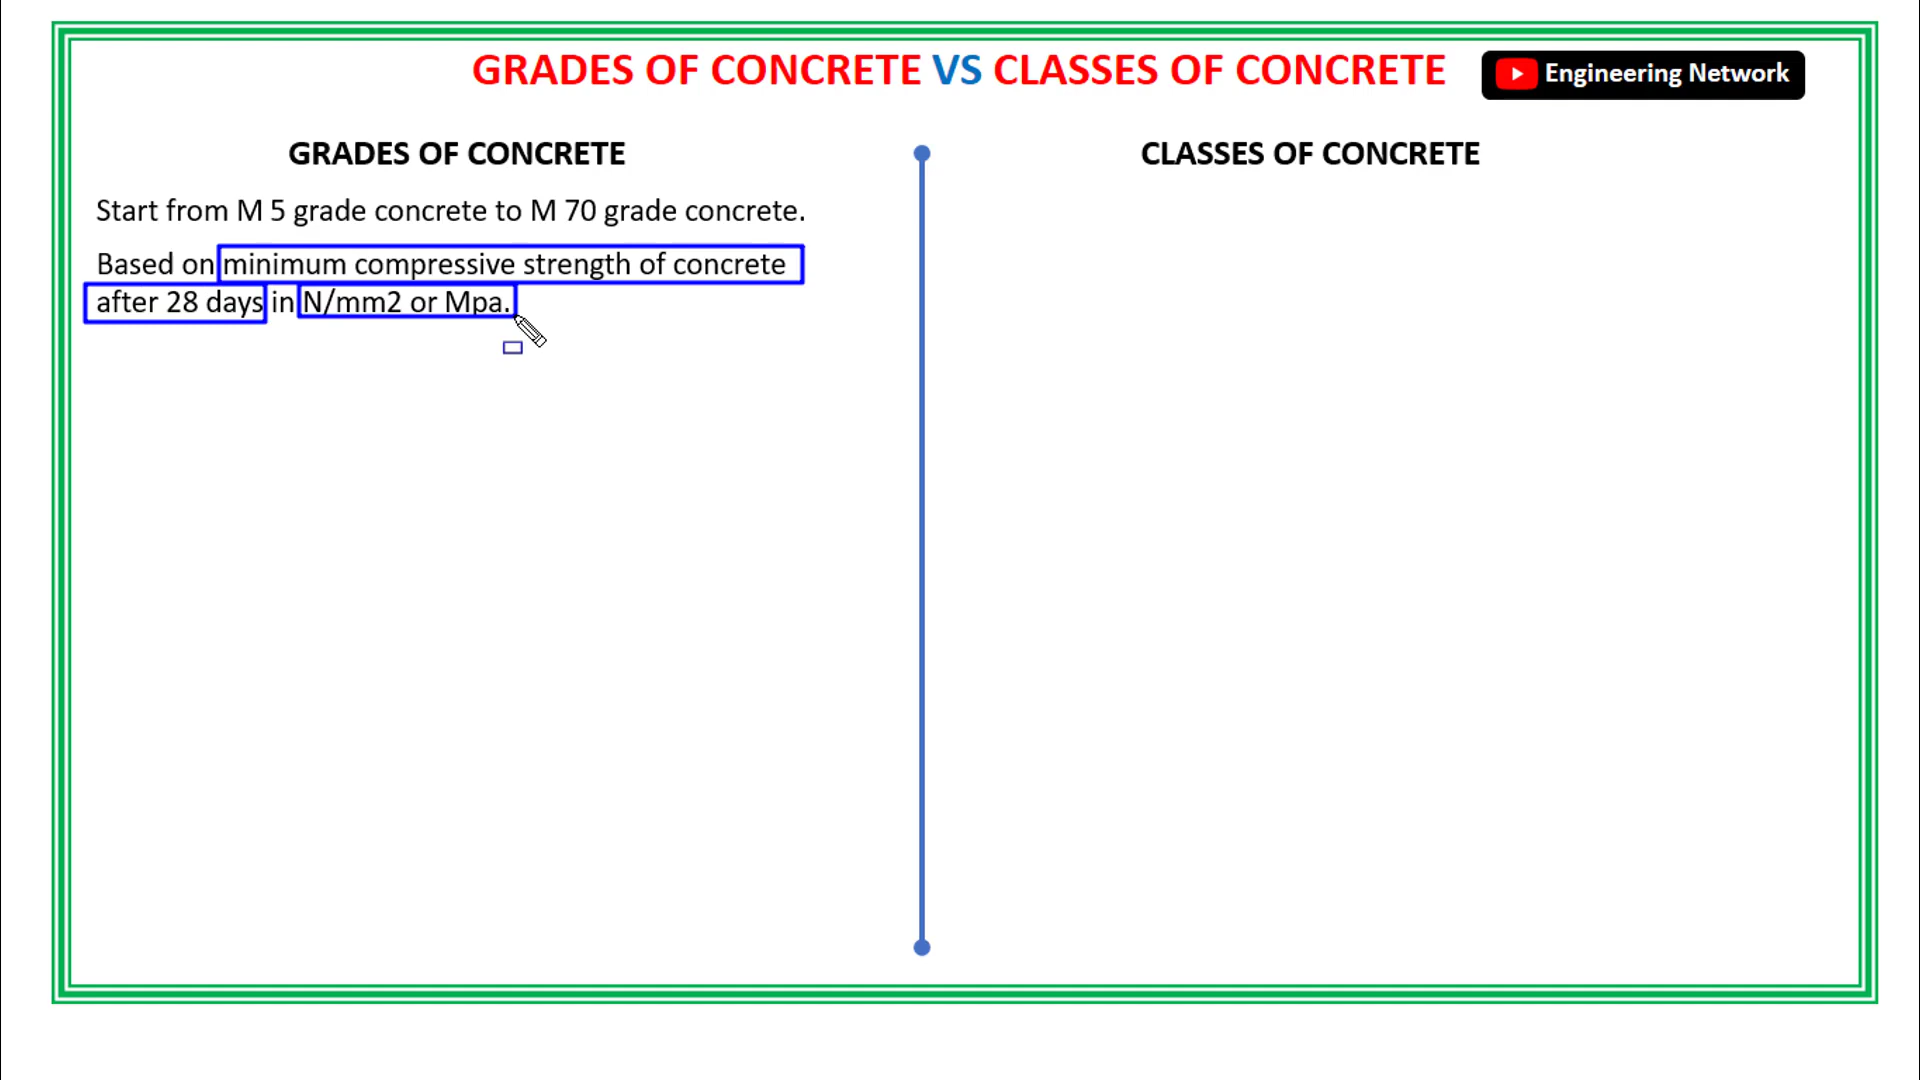 GRADES OF CONCRETE VS CLASSES OF CONCRETE
Engineering Network
GRADES OF CONCRETE
Start from M 5 grade concrete to M 70 grade concrete.
Based on minimum compressive strength of concrete
after 28 days in N/mm2 or Mpa.
CLASSES OF CONCRETE